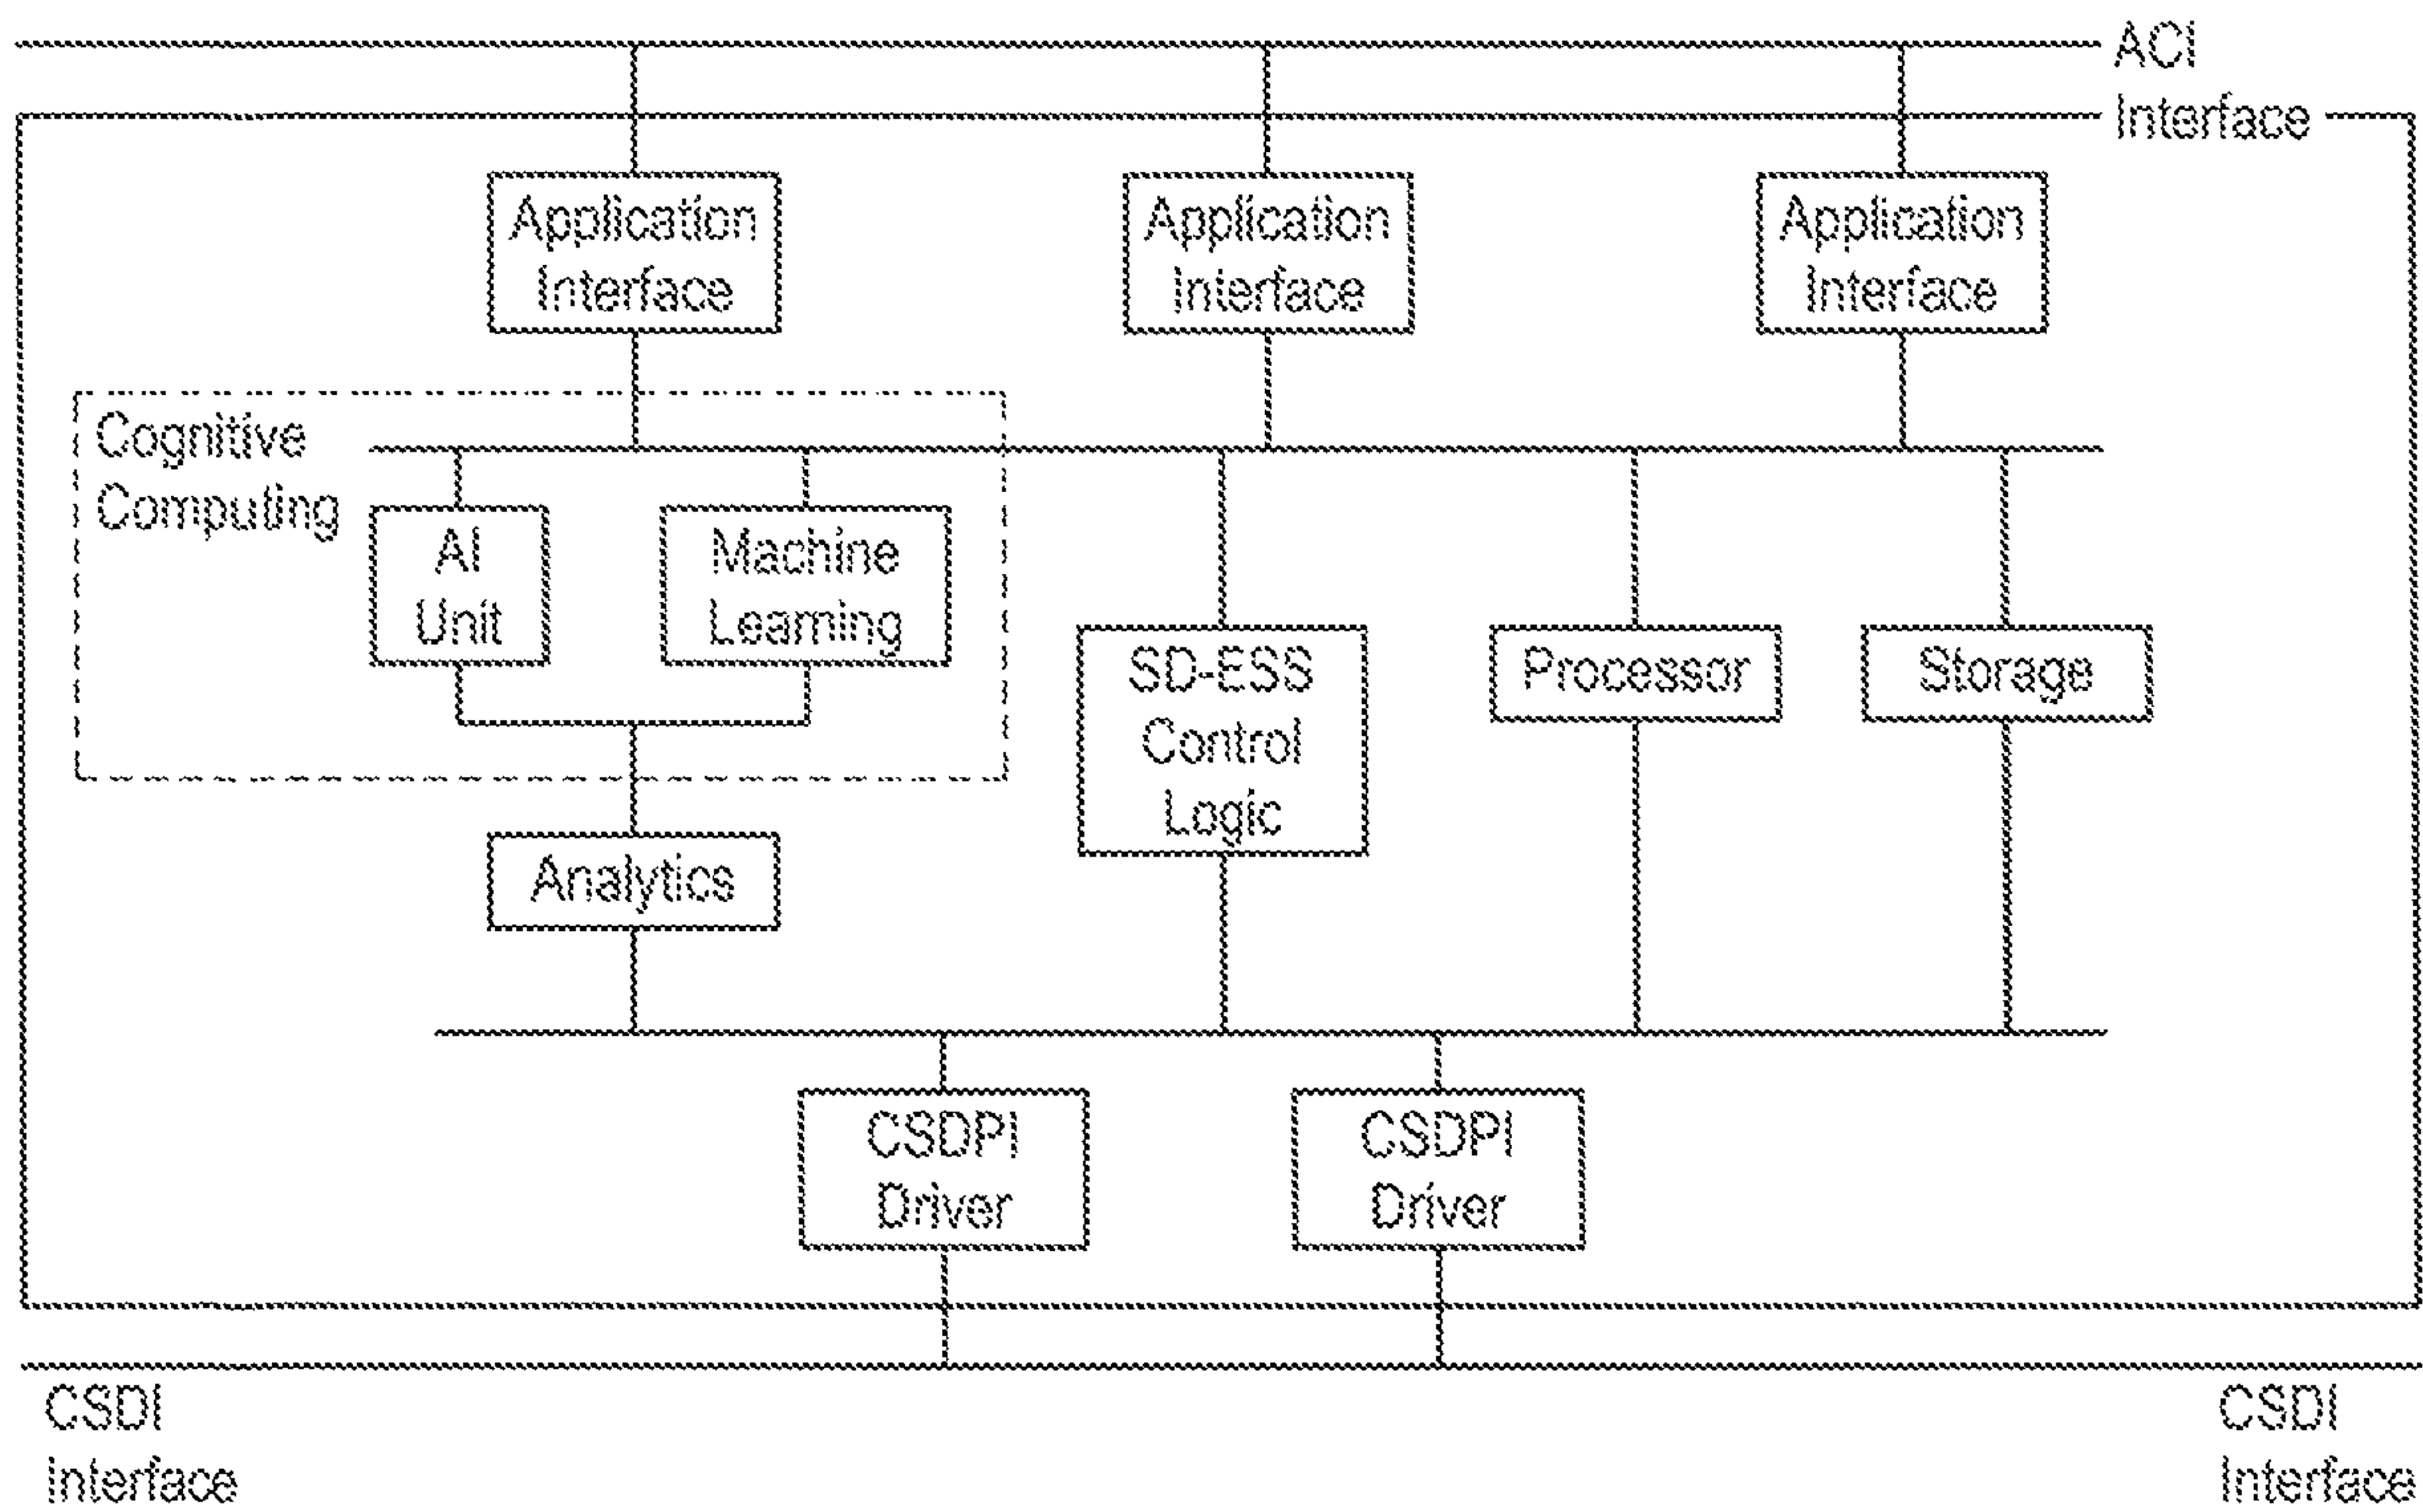 ACI
Interface
Application
Interface
Application
Interface
Application
Interface
Cognitive
Computing
AI
Unit
Machine
Learning
SD-ESS
Control
Logic
Processor
Storage
Analytics
CSDPI
Driver
CSDPI
Driver
CSDI
Interface
CSDI
Interface